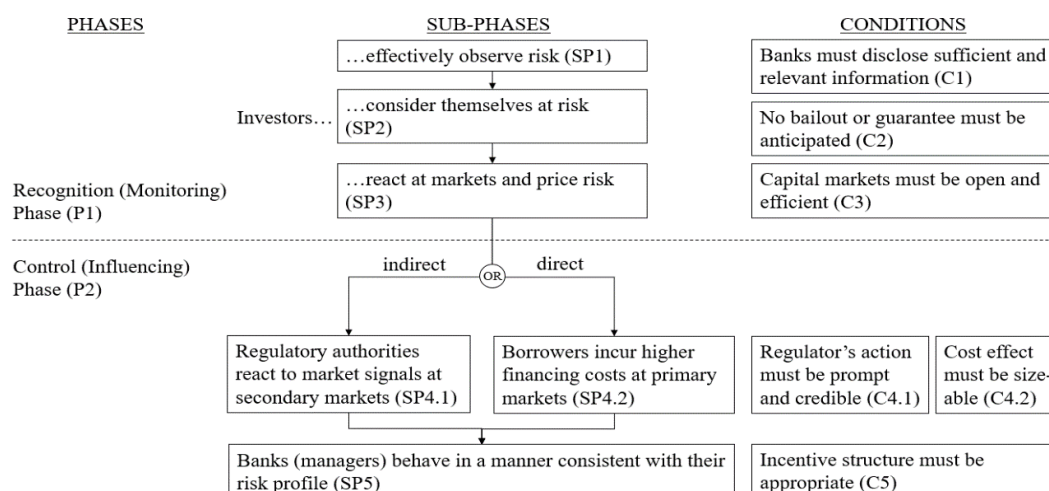 PHASES
SUB-PHASES
CONDITIONS
…effectively observe risk (SP1)
Banks must disclose sufficient and
relevant information (C1)
Investors…
…consider themselves at risk
(SP2)
No bailout or guarantee must be
anticipated (C2)
Recognition (Monitoring)
Phase (P1)
…react at markets and price risk
(SP3)
Capital markets must be open and
efficient (C3)
Control (Influencing)
Phase (P2)
indirect
OR
direct
Regulatory authorities
react to market signals at
secondary markets (SP4.1)
Borrowers incur higher
financing costs at primary
markets (SP4.2)
Regulator’s action
must be prompt
and credible (C4.1)
Cost effect
must be size-
able (C4.2)
Banks (managers) behave in a manner consistent with their
risk profile (SP5)
Incentive structure must be
appropriate (C5)